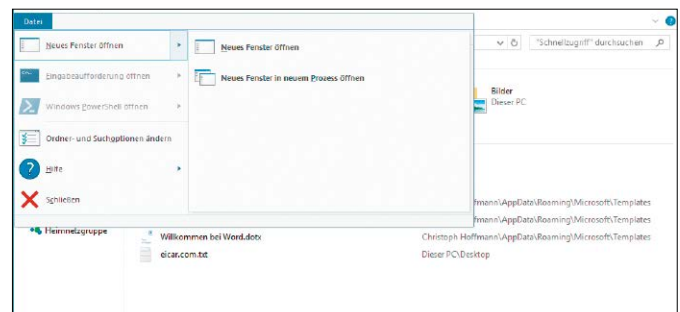 Datei
Neues Fenster öffnen
Neues Fenster öffnen
"Schnellzugriff" durchsuchen
Eingabeaufforderung öffnen
Neues Fenster in neuem Prozess öffnen
Bilder
Dieser PC
Windows PowerShell öffnen
Ordner- und Suchoptionen ändern
Hilfe
Schließen
fmann\AppData\Roaming\Microsoft\Templates
fmann\AppData\Roaming\Microsoft\Templates
Heimnetzgruppe
Willkommen bei Word.dotx
Christoph Hoffmann\AppData\Roaming\Microsoft\Templates
eicar.com.txt
Dieser PC\Desktop